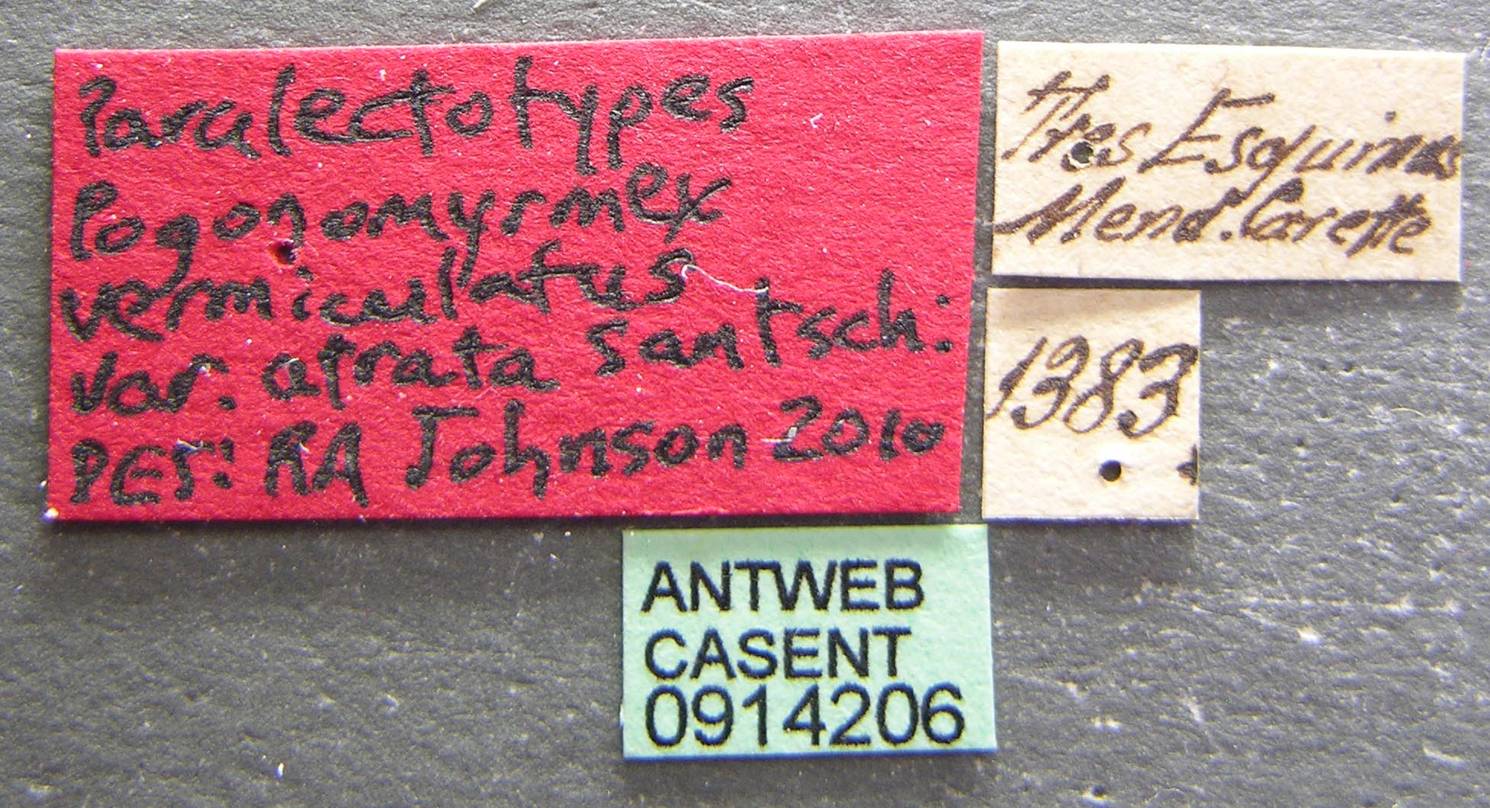 Paralectotypes
Pogonomyrmex
vermiculatus
var. atrata santsch.
DES: RA Johnson 2010
Tres Esquinas
Mend. Carette
1383
ANTWEB
CASENT
0914206